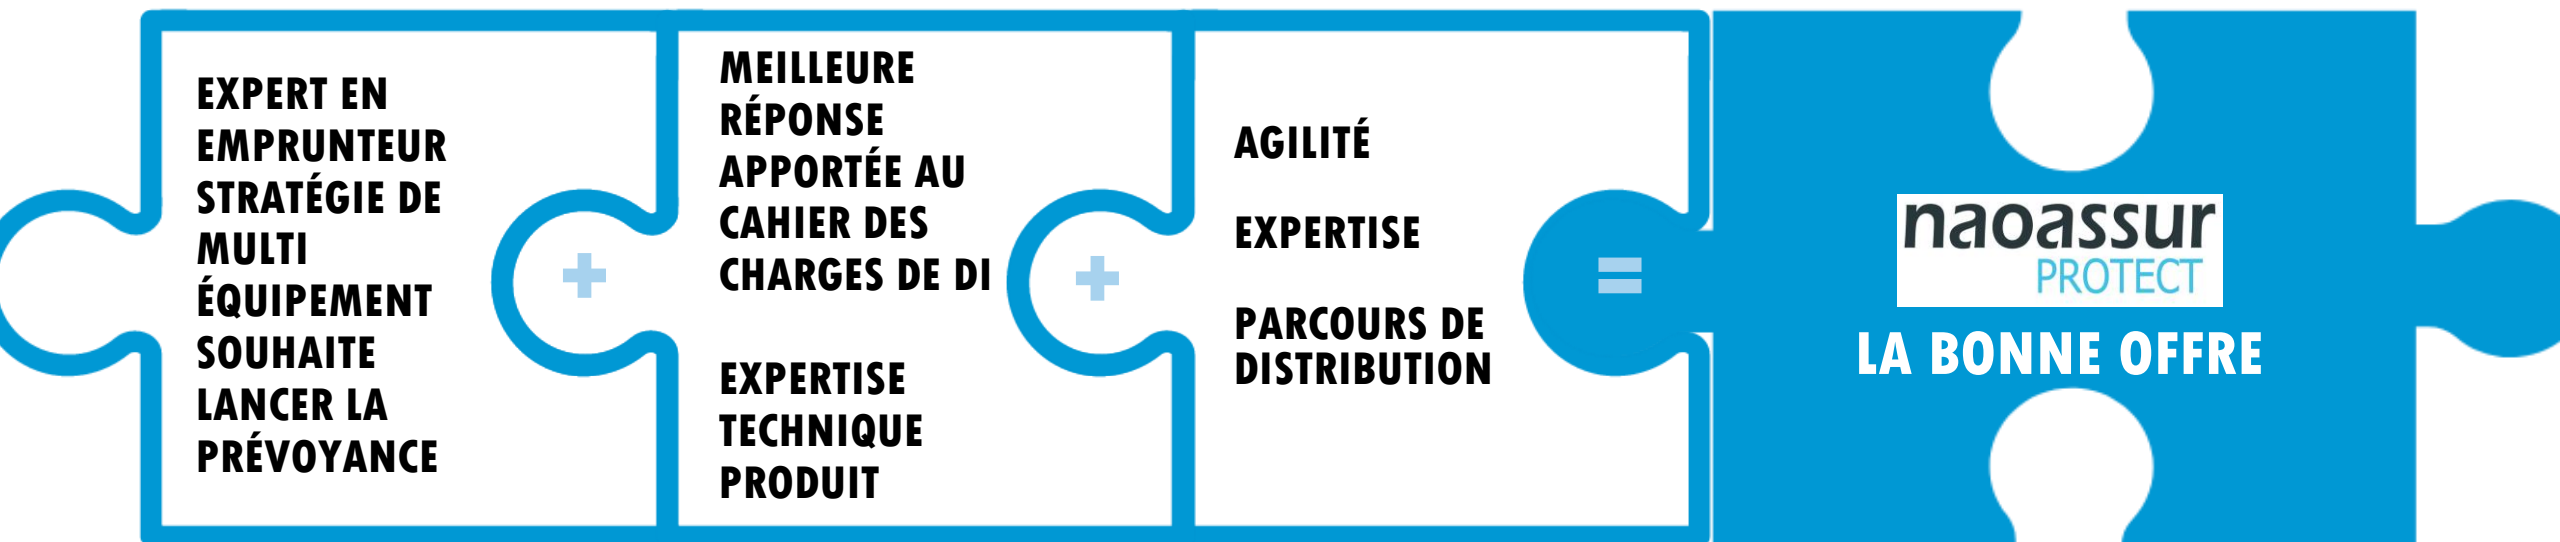 EXPERT EN
EMPRUNTEUR
STRATÉGIE DE
MULTI
ÉQUIPEMENT
SOUHAITE
LANCER LA
PRÉVOYANCE
+
MEILLEURE
RÉPONSE
APPORTÉE AU
CAHIER DES
CHARGES DE DI
EXPERTISE
TECHNIQUE
PRODUIT
+
AGILITÉ
EXPERTISE
PARCOURS DE
DISTRIBUTION
=
naoassur
PROTECT
LA BONNE OFFRE